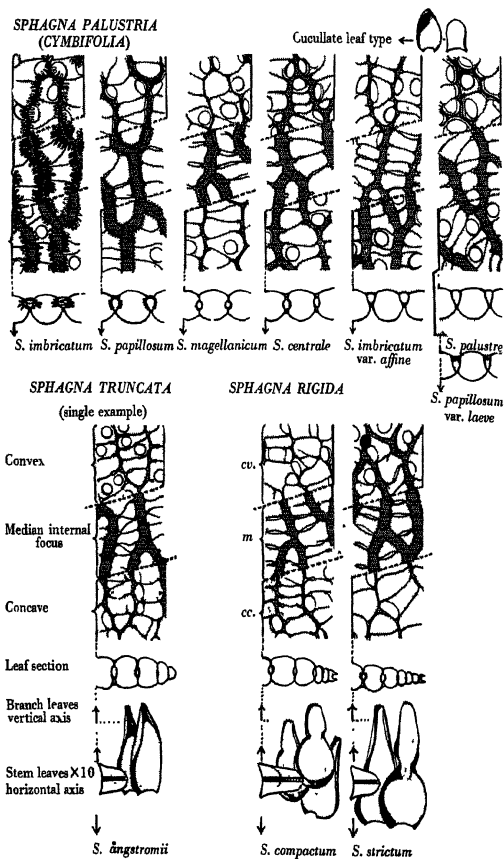 SPHAGNA PALUSTRIA
(CYMBIFOLIA)
Cucullate leaf type
S. imbricatum
S. papillosum
S. magellanicum
S. centrale
S. imbricatum
var. affine
S. palustre
S. papillosum
var. laeve
SPHAGNA TRUNCATA
(single example)
SPHAGNA RIGIDA
Convex
cv.
Median internal
focus
m
Concave
cc.
Leaf section
Branch leaves
vertical axis
Stem leaves × 10
horizontal axis
S. ångstromii
S. compactum
S. strictum